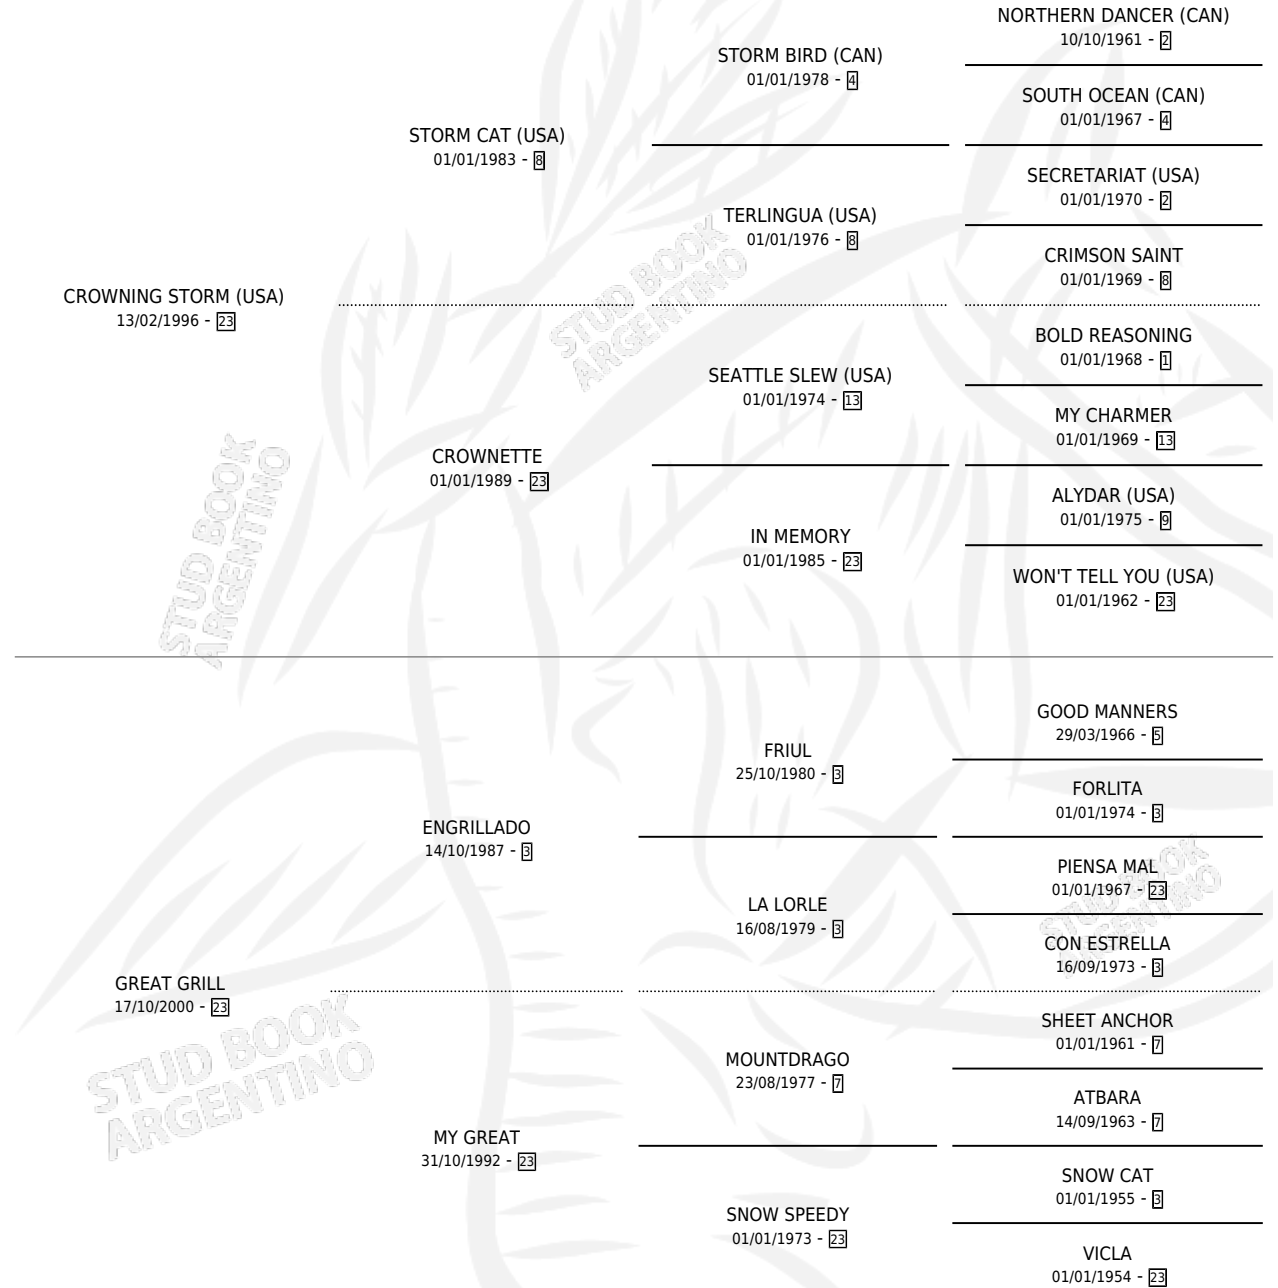 NORTHERN DANCER (CAN)
10/10/1961 - 2
STORM BIRD (CAN)
01/01/1978 - 4
SOUTH OCEAN (CAN)
01/01/1967 - 4
STORM CAT (USA)
01/01/1983 - 8
SECRETARIAT (USA)
01/01/1970 - 2
TERLINGUA (USA)
01/01/1976 - 8
CRIMSON SAINT
01/01/1969 - 8
CROWNING STORM (USA)
13/02/1996 - 23
STUD BOOK
ARGENTINO
BOLD REASONING
01/01/1968 - 1
SEATTLE SLEW (USA)
01/01/1974 - 13
MY CHARMER
01/01/1969 - 13
CROWNETTE
01/01/1989 - 23
ALYDAR (USA)
01/01/1975 - 9
IN MEMORY
01/01/1985 - 23
WON'T TELL YOU (USA)
01/01/1962 - 23
STUD BOOK
ARGENTINO
GOOD MANNERS
29/03/1966 - 5
FRIUL
25/10/1980 - 3
FORLITA
01/01/1974 - 3
ENGRILLADO
14/10/1987 - 3
PIENSA MAL
01/01/1967 - 23
LA LORLE
16/08/1979 - 3
CON ESTRELLA
16/09/1973 - 3
STUD BOOK
ARGENTINO
GREAT GRILL
17/10/2000 - 23
SHEET ANCHOR
01/01/1961 - 7
MOUNTDRAGO
23/08/1977 - 7
ATBARA
14/09/1963 - 7
STUD BOOK
ARGENTINO
MY GREAT
31/10/1992 - 23
SNOW CAT
01/01/1955 - 3
SNOW SPEEDY
01/01/1973 - 23
VICLA
01/01/1954 - 23